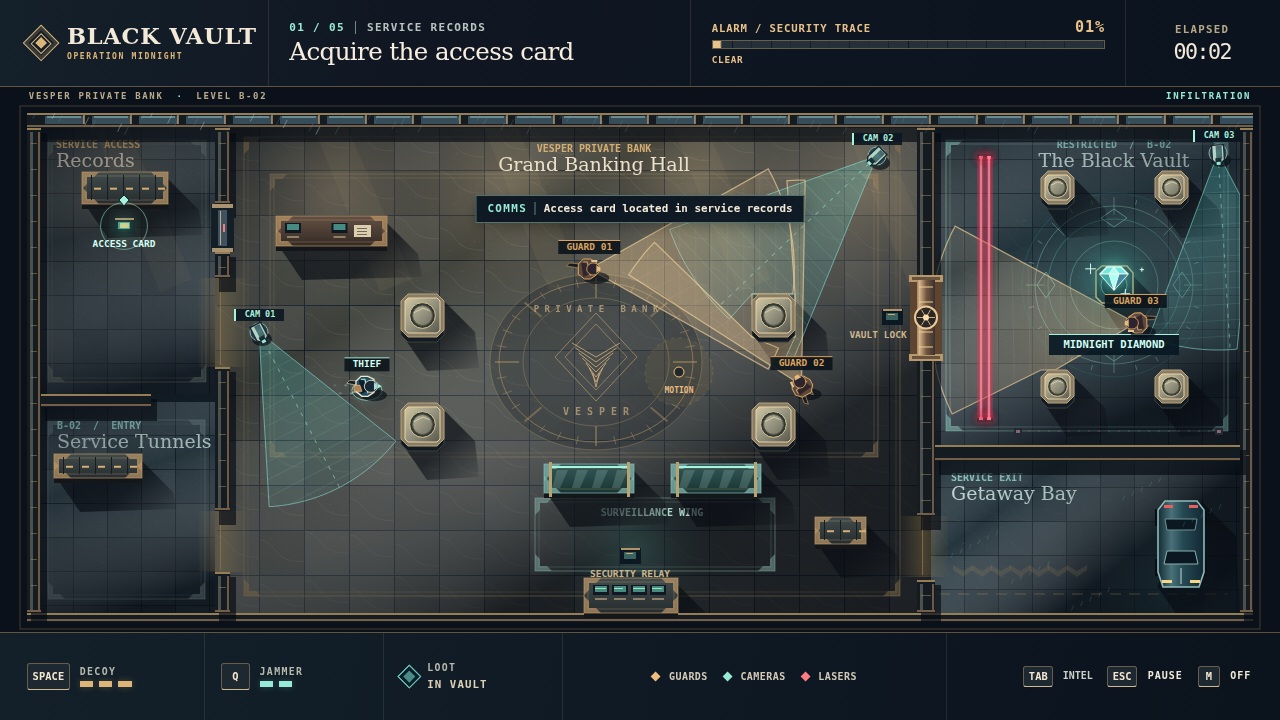 BLACK VAULT
OPERATION MIDNIGHT
01 / 05 | SERVICE RECORDS
Acquire the access card
ALARM / SECURITY TRACE 01%
CLEAR
ELAPSED
00:02
VESPER PRIVATE BANK · LEVEL B-02
INFILTRATION
SERVICE ACCESS
Records
ACCESS CARD
VESPER PRIVATE BANK
Grand Banking Hall
CAM 02
CAM 03
RESTRICTED / B-02
The Black Vault
COMMS | Access card located in service records
GUARD 01
PRIVATE BANK
CAM 01
THIEF
VAULT LOCK
GUARD 03
MIDNIGHT DIAMOND
GUARD 02
MOTION
VESPER
B-02 / ENTRY
Service Tunnels
SERVICE EXIT
Getaway Bay
SURVEILLANCE WING
SECURITY RELAY
SPACE DECOY
Q JAMMER
LOOT
IN VAULT
GUARDS CAMERAS LASERS
TAB INTEL ESC PAUSE M OFF